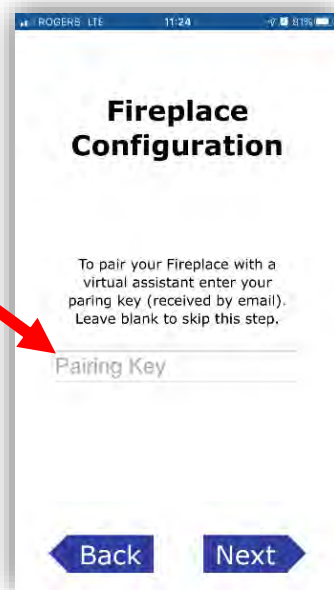 ROGERS LTE 11:24 81%
Fireplace
Configuration
To pair your Fireplace with a
virtual assistant enter your
paring key (received by email).
Leave blank to skip this step.
Pairing Key
Back Next